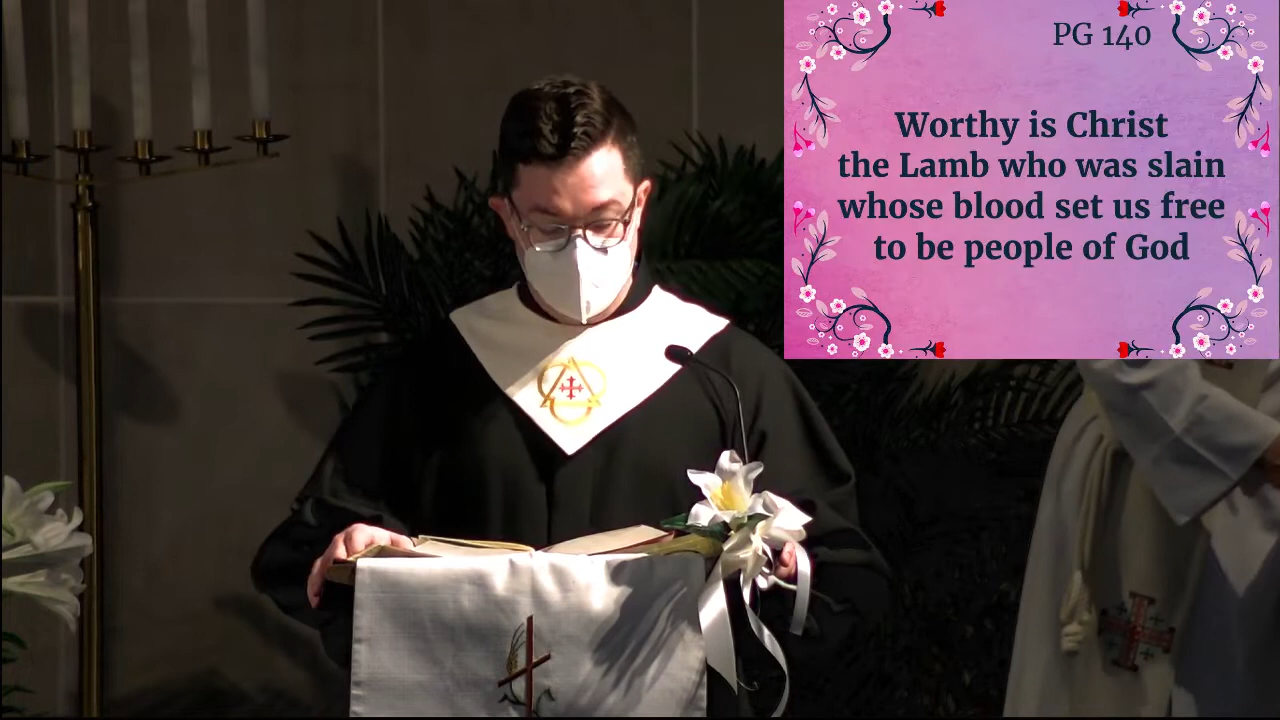 PG 140
Worthy is Christ
the Lamb who was slain
whose blood set us free
to be people of God